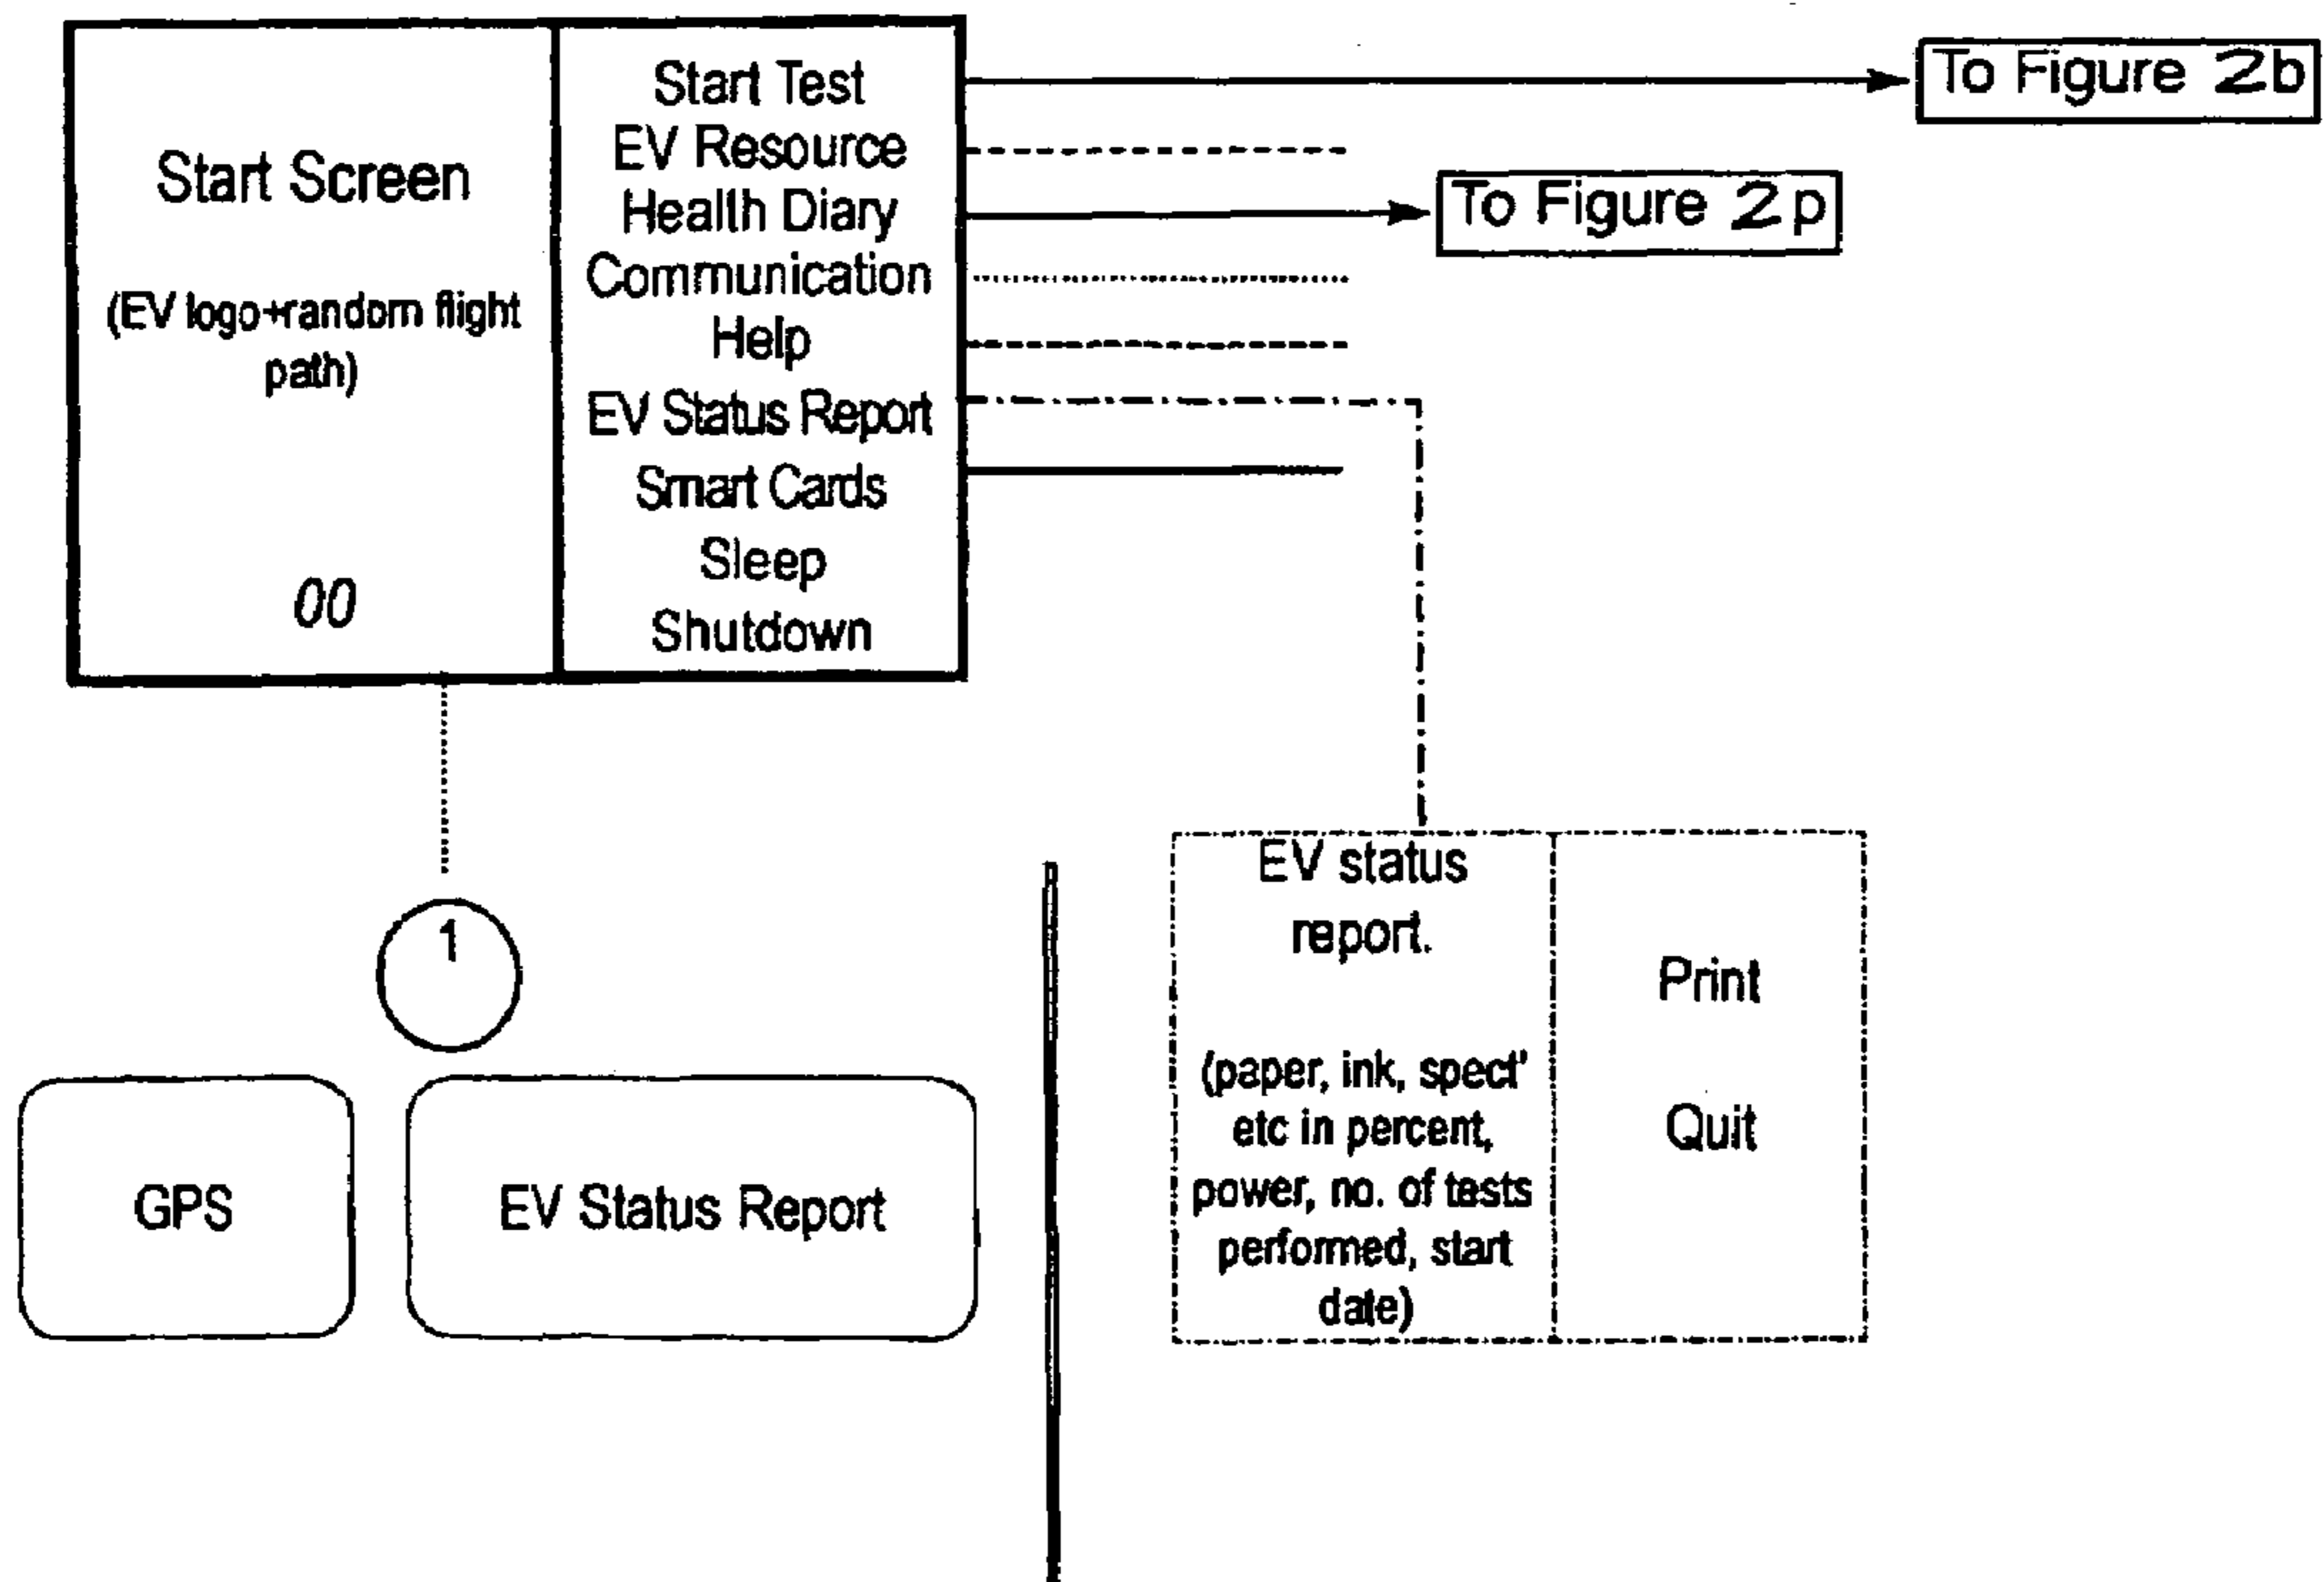 Start Screen
(EV logo+random flight
path)
00
Start Test
EV Resource
Health Diary
Communication
Help
EV Status Report
Smart Cards
Sleep
Shutdown
To Figure 2b
To Figure 2p
1
GPS
EV Status Report
EV status
report.
(paper, ink, spect'
etc in percent,
power, no. of tests
performed, start
date)
Print
Quit